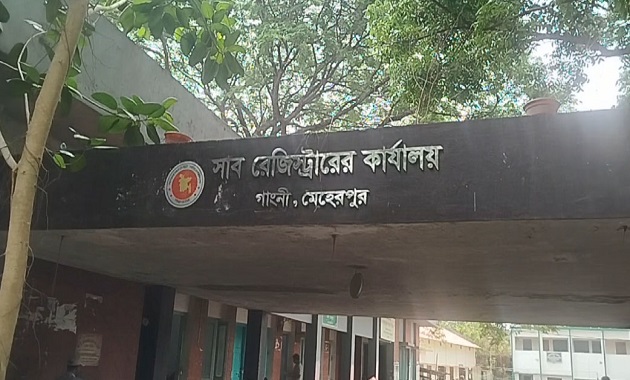 সাব রেজিস্ট্রারের কার্যালয়
গাংনী, মেহেরপুর